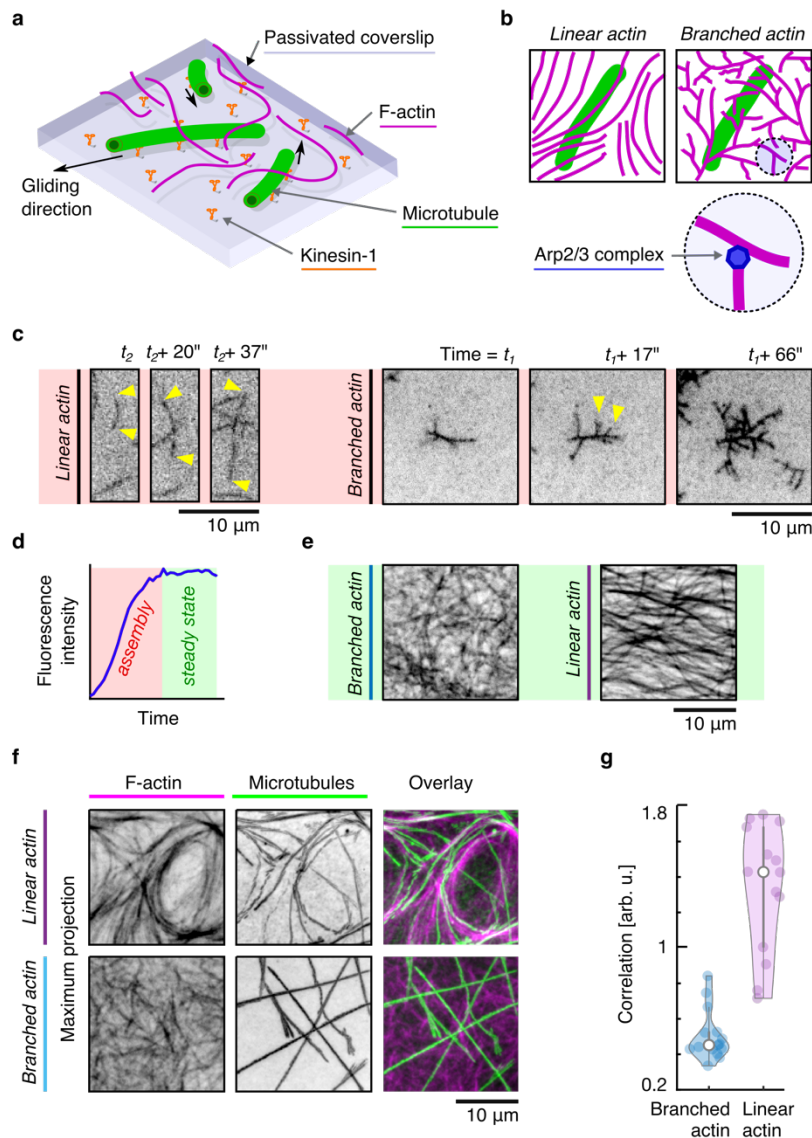 a
Passivated coverslip
F-actin
Gliding
direction
Microtubule
Kinesin-1
b
Linear actin
Branched actin
Arp2/3 complex
c
Linear actin
t2
t2+ 20"
t2+ 37"
10 μm
Branched actin
Time = t1
t1+ 17"
t1+ 66"
10 μm
d
Fluorescence
intensity
assembly
steady state
Time
e
Branched actin
Linear actin
10 μm
f
F-actin
Microtubules
Overlay
Linear actin
Branched actin
Maximum projection
10 μm
g
Correlation [arb. u.]
1.8
1
0.2
Branched
actin
Linear
actin